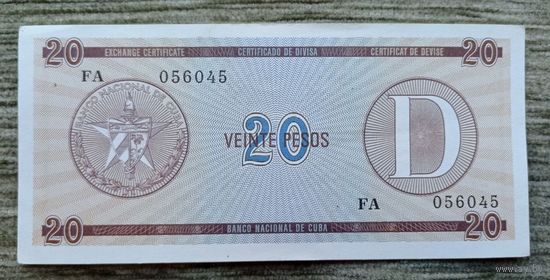 20 EXCHANGE CERTIFICATE CERTIFICADO DE DIVISA CERTIFICAT DE DEVISE 20
FA 056045
BANCO NACIONAL DE CUBA
20
VEINTE PESOS
D
FA 056045
20 BANCO NACIONAL DE CUBA 20